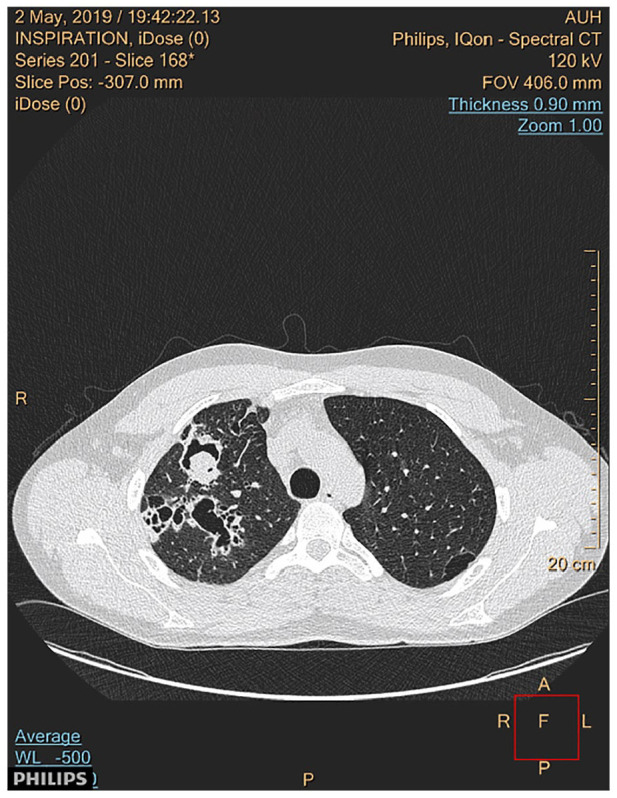 2 May, 2019 / 19:42:22.13
INSPIRATION, iDose (0)
Series 201 - Slice 168*
Slice Pos: -307.0 mm
iDose (0)
AUH
Philips, IQon - Spectral CT
120 kV
FOV 406.0 mm
Thickness 0.90 mm
Zoom 1.00
R
20 cm
A
R F L
P
Average
WL -500
PHILIPS
P